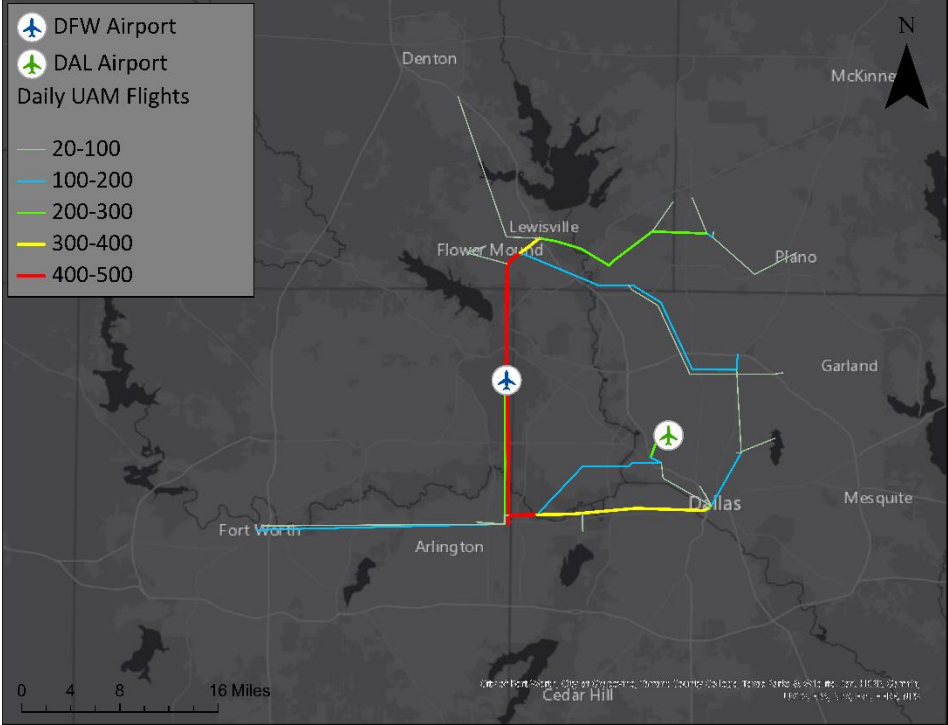 DFW Airport
DAL Airport
Daily UAM Flights
20-100
100-200
200-300
300-400
400-500
N
Denton
McKinne
Lewisville
Flower Mound
Plano
Garland
Dallas
Mesquite
Fort Worth
Arlington
Cedar Hill
0 4 8 16 Miles